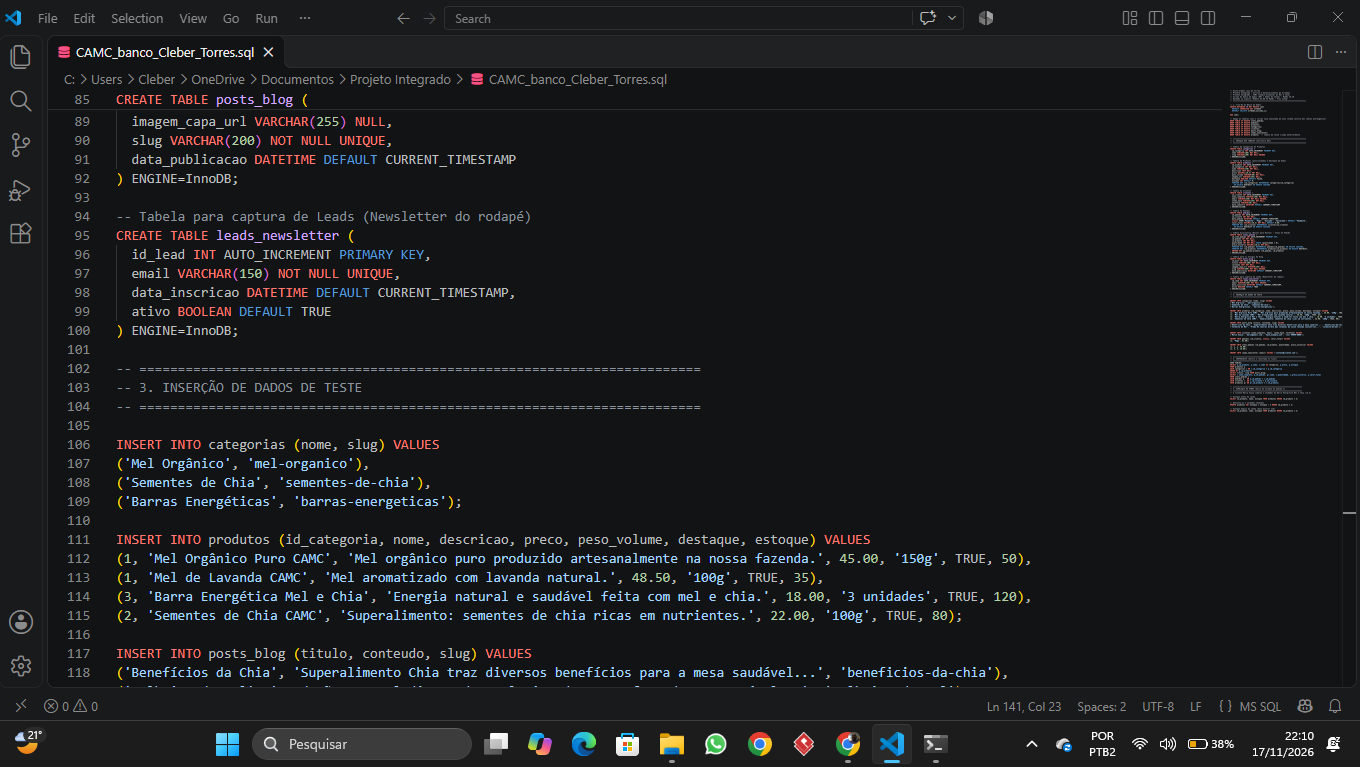 File Edit Selection View Go Run ···
Search
CAMC_banco_Cleber_Torres.sql
C: > Users > Cleber > OneDrive > Documentos > Projeto Integrado > CAMC_banco_Cleber_Torres.sql
85 CREATE TABLE posts_blog (
89 imagem_capa_url VARCHAR(255) NULL,
90 slug VARCHAR(200) NOT NULL UNIQUE,
91 data_publicacao DATETIME DEFAULT CURRENT_TIMESTAMP
92 ) ENGINE=InnoDB;
93
94 -- Tabela para captura de Leads (Newsletter do rodapé)
95 CREATE TABLE leads_newsletter (
96 id_lead INT AUTO_INCREMENT PRIMARY KEY,
97 email VARCHAR(150) NOT NULL UNIQUE,
98 data_inscricao DATETIME DEFAULT CURRENT_TIMESTAMP,
99 ativo BOOLEAN DEFAULT TRUE
100 ) ENGINE=InnoDB;
101
102 -- ========================================================================
103 -- 3. INSERÇÃO DE DADOS DE TESTE
104 -- ========================================================================
105
106 INSERT INTO categorias (nome, slug) VALUES
107 ('Mel Orgânico', 'mel-organico'),
108 ('Sementes de Chia', 'sementes-de-chia'),
109 ('Barras Energéticas', 'barras-energeticas');
110
111 INSERT INTO produtos (id_categoria, nome, descricao, preco, peso_volume, destaque, estoque) VALUES
112 (1, 'Mel Orgânico Puro CAMC', 'Mel orgânico puro produzido artesanalmente na nossa fazenda.', 45.00, '150g', TRUE, 50),
113 (1, 'Mel de Lavanda CAMC', 'Mel aromatizado com lavanda natural.', 48.50, '100g', TRUE, 35),
114 (3, 'Barra Energética Mel e Chia', 'Energia natural e saudável feita com mel e chia.', 18.00, '3 unidades', TRUE, 120),
115 (2, 'Sementes de Chia CAMC', 'Superalimento: sementes de chia ricas em nutrientes.', 22.00, '100g', TRUE, 80);
116
117 INSERT INTO posts_blog (titulo, conteudo, slug) VALUES
118 ('Benefícios da Chia', 'Superalimento Chia traz diversos benefícios para a mesa saudável...', 'beneficios-da-chia'),
0 0
Ln 141, Col 23 Spaces: 2 UTF-8 LF { } MS SQL
21°
Pesquisar
POR
PTB2
38%
22:10
17/11/2026